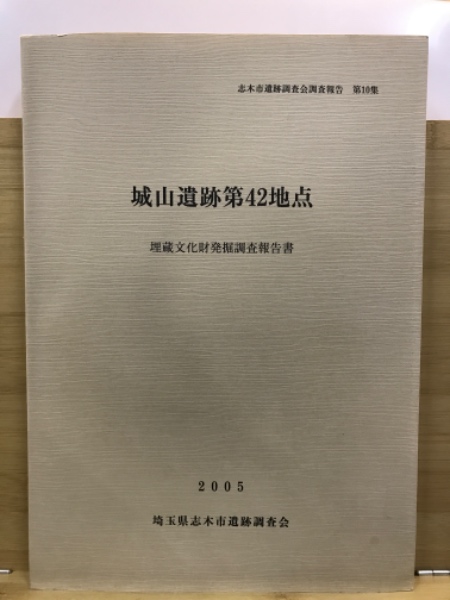 志木市遺跡調査会調査報告 第10集
城山遺跡第42地点
埋蔵文化財発掘調査報告書
2005
埼玉県志木市遺跡調査会